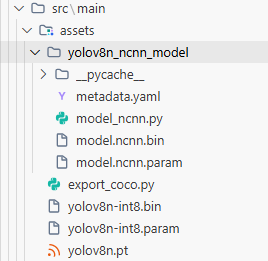 src\main
assets
yolov8n_ncnn_model
__pycache__
metadata.yaml
model_ncnn.py
model.ncnn.bin
model.ncnn.param
export_coco.py
yolov8n-int8.bin
yolov8n-int8.param
yolov8n.pt